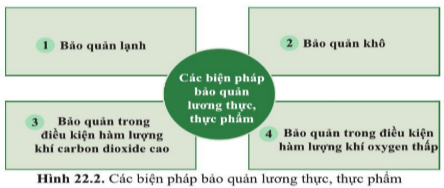 1 Bảo quản lạnh
2 Bảo quản khô
Các biện pháp
bảo quản
lương thực,
thực phẩm
3 Bảo quản trong
điều kiện hàm lượng
khí carbon dioxide cao
4 Bảo quản trong điều kiện
hàm lượng khí oxygen thấp
Hình 22.2. Các biện pháp bảo quản lương thực, thực phẩm